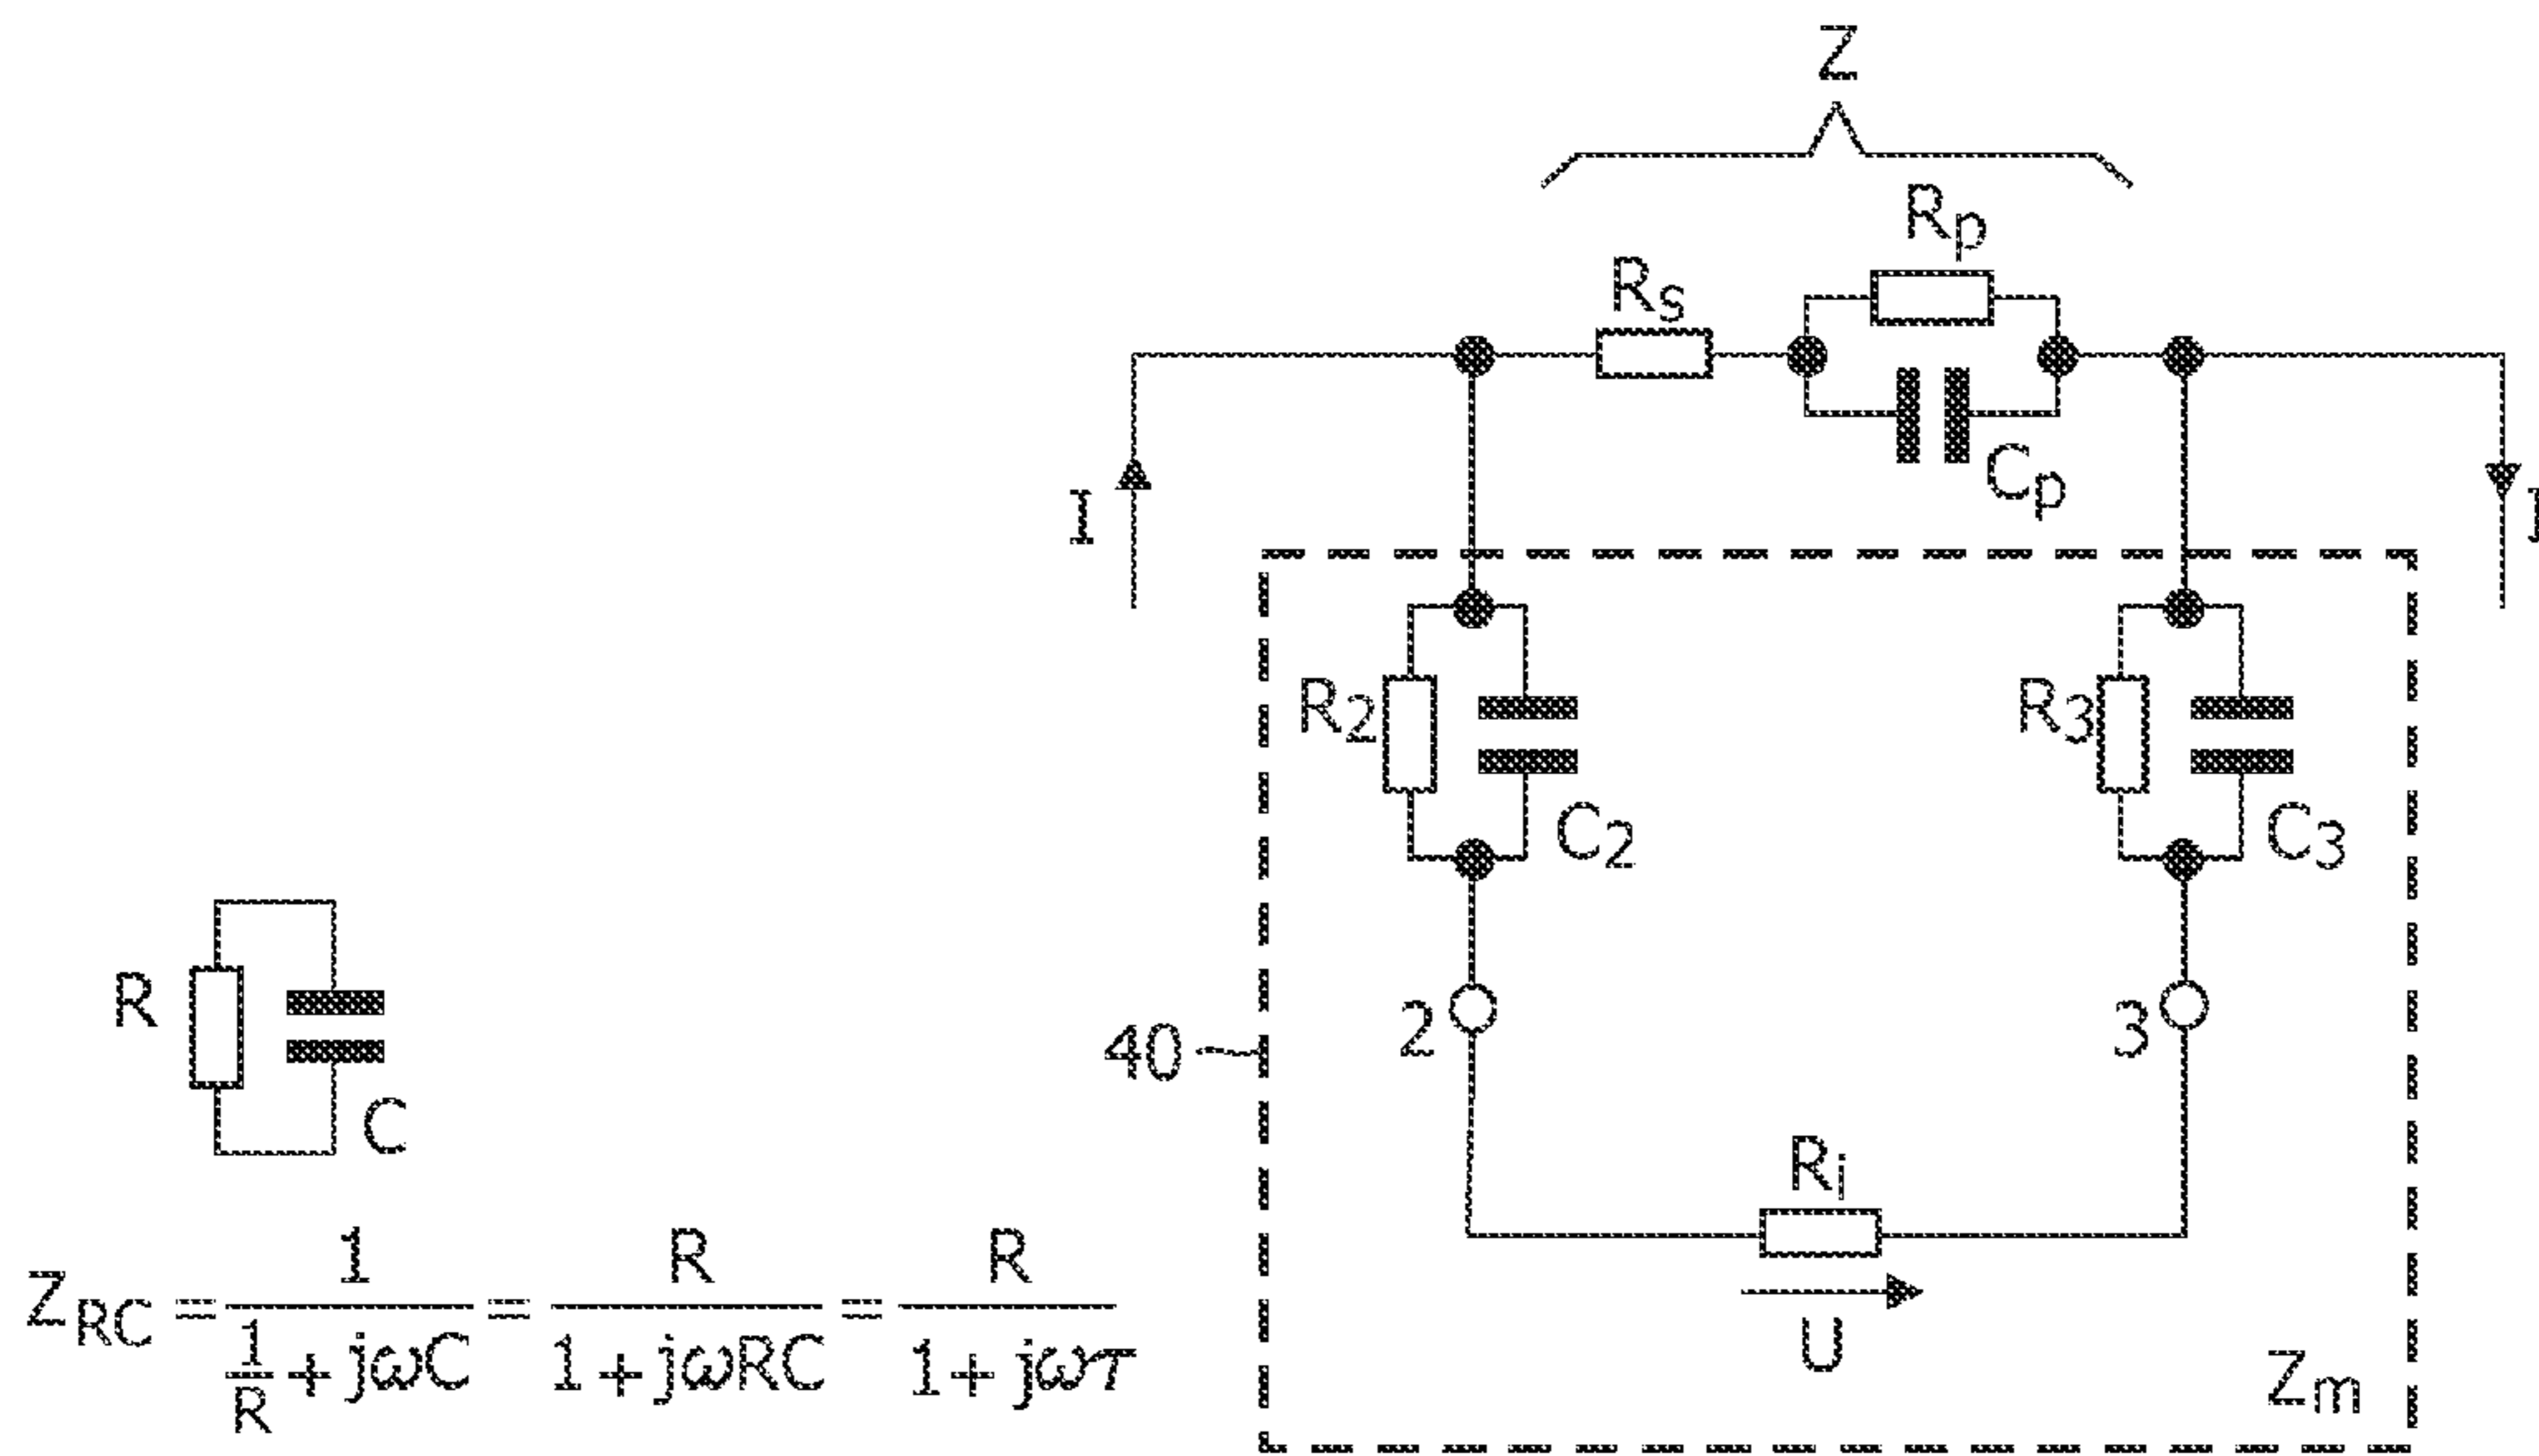 Z
Rp
Rs
Cp
I
I
R2
C2
R3
C3
R
C
2
3
40
Ri
U
Zm
ZRC = 1 / (1/R + jωC) = R / (1 + jωRC) = R / (1 + jωτ)